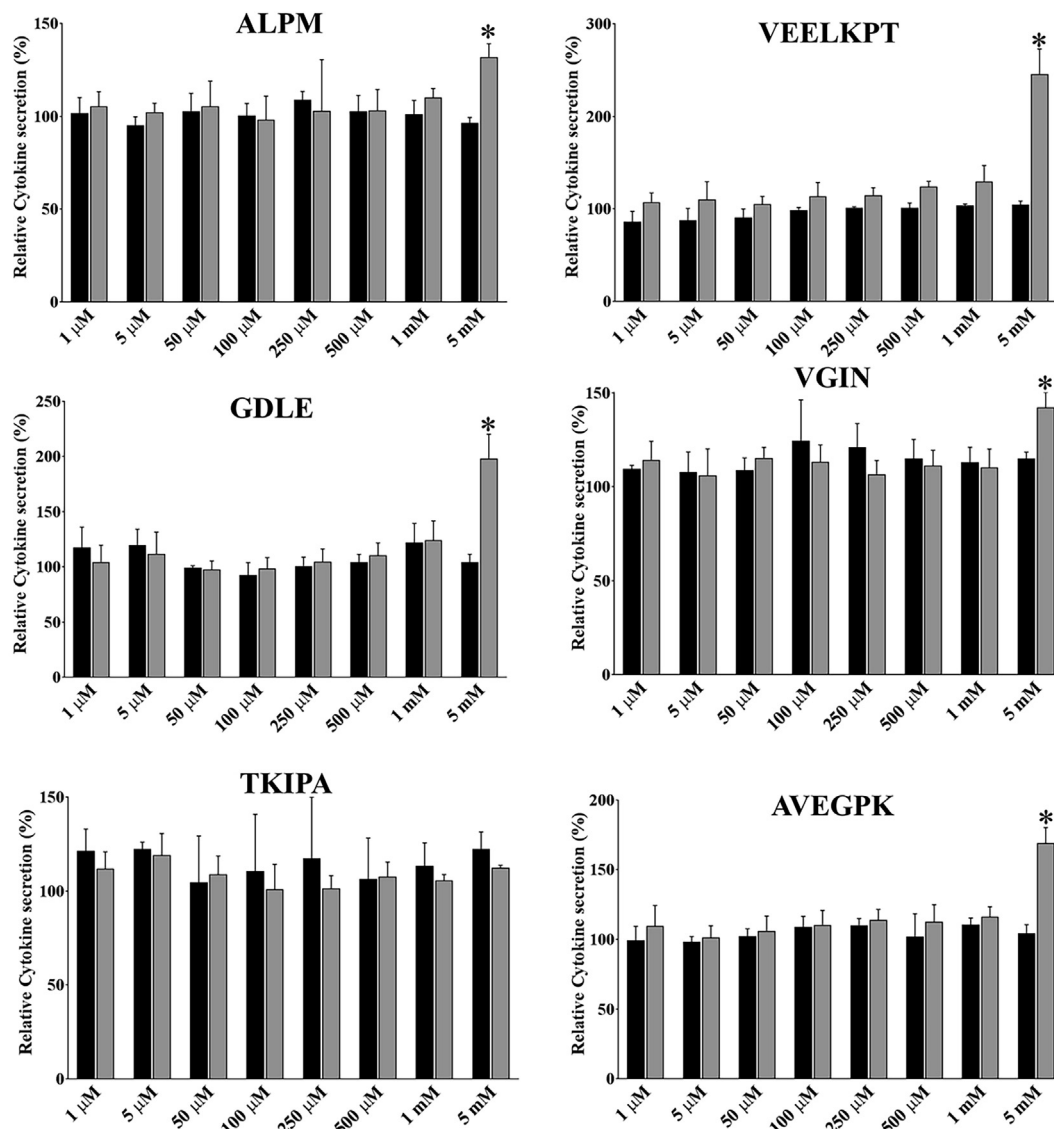 ALPM
*
Relative Cytokine secretion (%)
150
100
50
0
1 μM
5 μM
50 μM
100 μM
250 μM
500 μM
1 mM
5 mM
VEELKPT
*
Relative Cytokine secretion (%)
300
200
100
0
1 μM
5 μM
50 μM
100 μM
250 μM
500 μM
1 mM
5 mM
GDLE
*
Relative Cytokine secretion (%)
250
200
150
100
50
0
1 μM
5 μM
50 μM
100 μM
250 μM
500 μM
1 mM
5 mM
VGIN
*
Relative Cytokine secretion (%)
150
100
50
0
1 μM
5 μM
50 μM
100 μM
250 μM
500 μM
1 mM
5 mM
TKIPA
Relative Cytokine secretion (%)
150
100
50
0
1 μM
5 μM
50 μM
100 μM
250 μM
500 μM
1 mM
5 mM
AVEGPK
*
Relative Cytokine secretion (%)
200
150
100
50
0
1 μM
5 μM
50 μM
100 μM
250 μM
500 μM
1 mM
5 mM